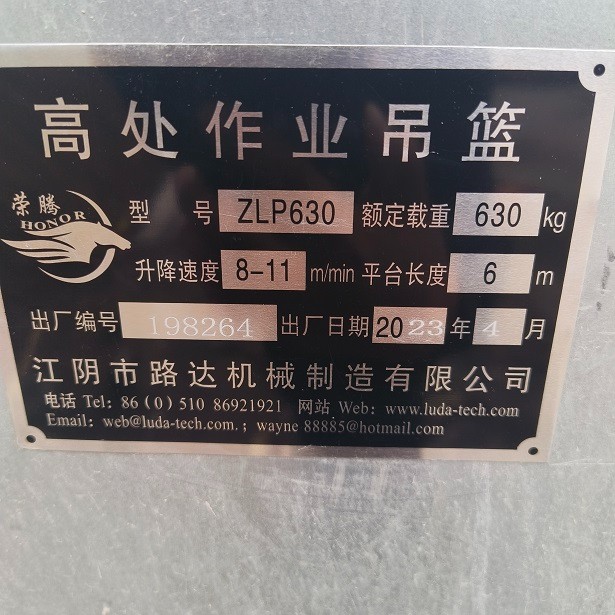 高处作业吊篮
荣腾
HONOR
型 号 ZLP630 额定载重 630 kg
升降速度 8-11 m/min 平台长度 6 m
出厂编号 198264 出厂日期 2023 年 4 月
江阴市路达机械制造有限公司
电话 Tel: 86 (0) 510 86921921 网站 Web: www.luda-tech.com
Email: web@luda-tech.com. ; wayne 88885@hotmail.com